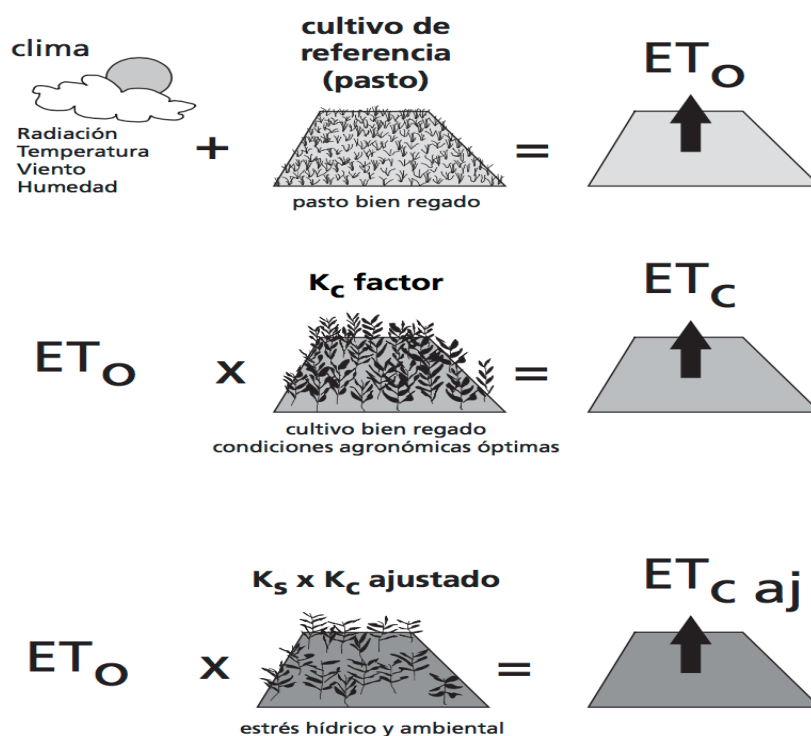 clima
Radiación
Temperatura
Viento
Humedad
+
cultivo de
referencia
(pasto)
pasto bien regado
=
ETo
ETo
x
Kc factor
cultivo bien regado
condiciones agronómicas óptimas
=
ETc
ETo
x
Ks x Kc ajustado
estrés hídrico y ambiental
=
ETc aj